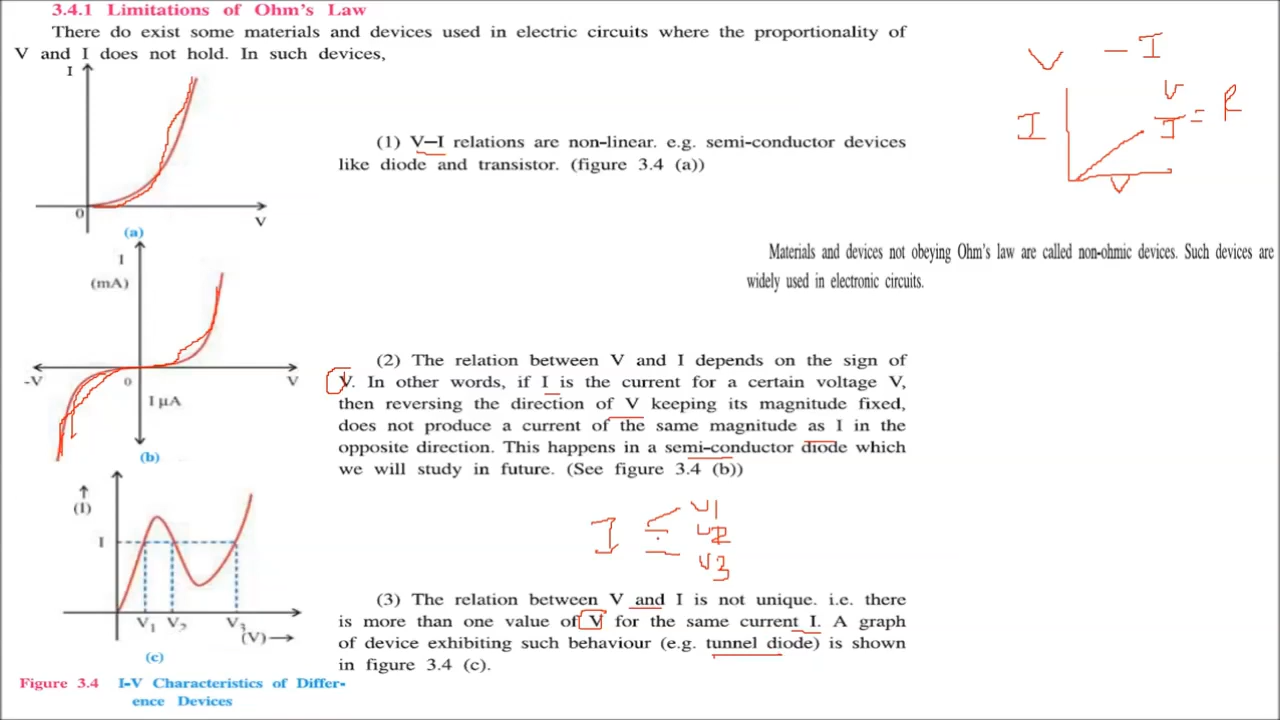 3.4.1 Limitations of Ohm's Law
There do exist some materials and devices used in electric circuits where the proportionality of
V and I does not hold. In such devices,
I
0
V
(a)
(1) V–I relations are non-linear. e.g. semi-conductor devices
like diode and transistor. (figure 3.4 (a))
V – I
I
V
V
I = R
Materials and devices not obeying Ohm's law are called non-ohmic devices. Such devices are
widely used in electronic circuits.
I
(mA)
-V
0
V
I μA
(b)
(2) The relation between V and I depends on the sign of
V. In other words, if I is the current for a certain voltage V,
then reversing the direction of V keeping its magnitude fixed,
does not produce a current of the same magnitude as I in the
opposite direction. This happens in a semi-conductor diode which
we will study in future. (See figure 3.4 (b))
I
V1
V2
V3
(I)
I
V1 V2 V3
(V)
(c)
(3) The relation between V and I is not unique. i.e. there
is more than one value of V for the same current I. A graph
of device exhibiting such behaviour (e.g. tunnel diode) is shown
in figure 3.4 (c).
Figure 3.4 I-V Characteristics of Differ-
ence Devices